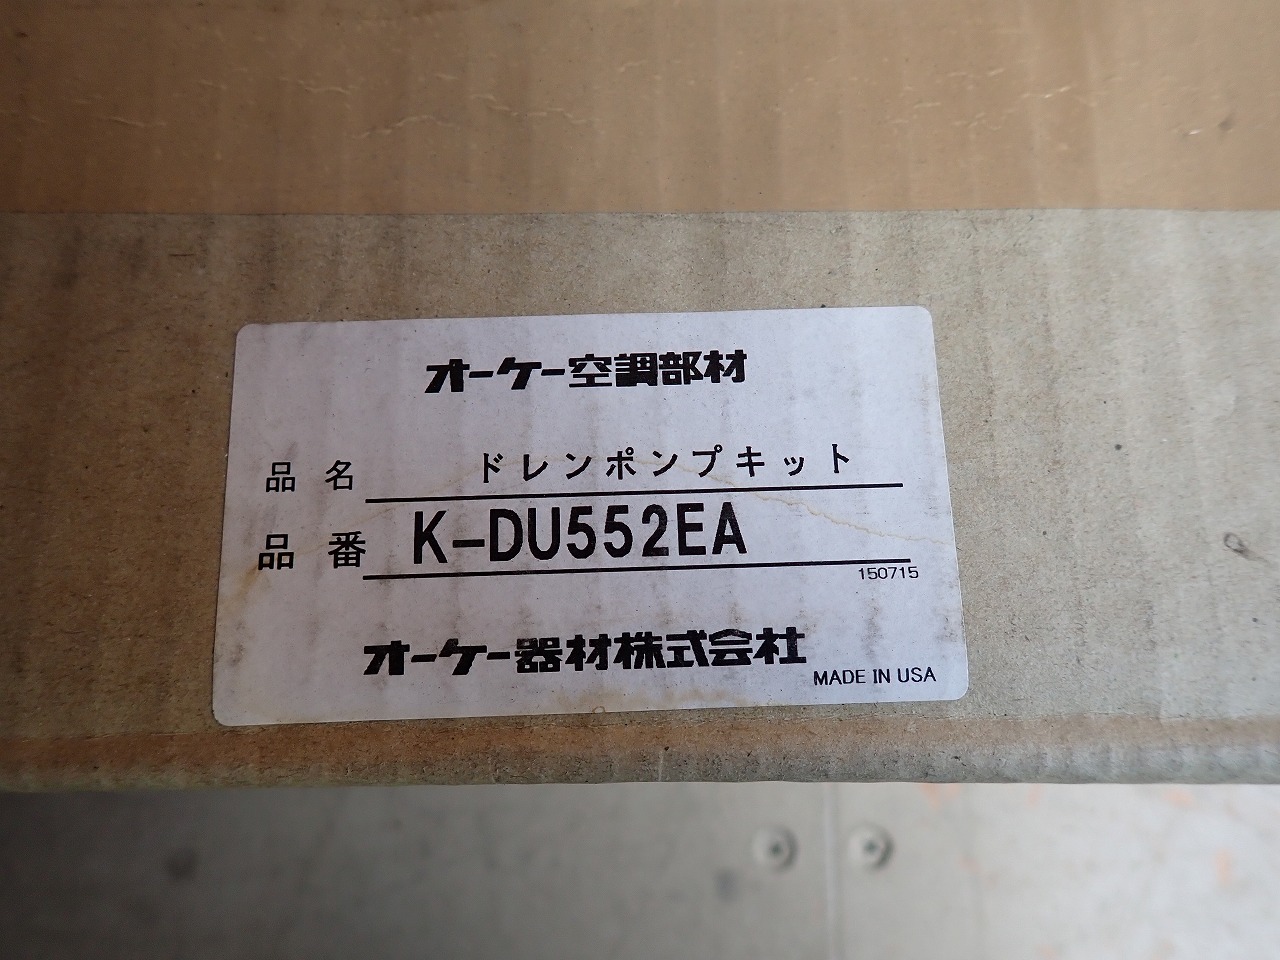 オーケー空調部材
品名 ドレンポンプキット
品番 K-DU552EA
150715
オーケー器材株式会社
MADE IN USA